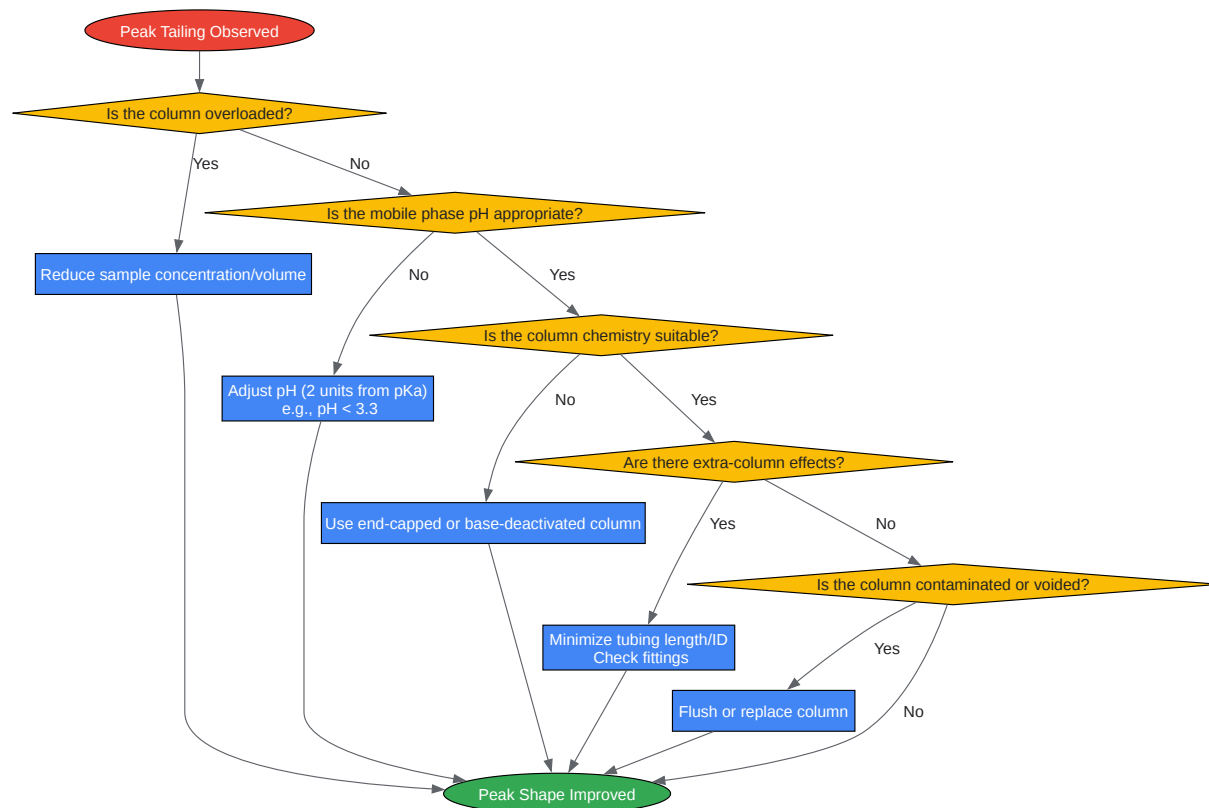 Peak Tailing Observed
Is the column overloaded?
Yes
No
Is the mobile phase pH appropriate?
Reduce sample concentration/volume
No
Yes
Is the column chemistry suitable?
Adjust pH (2 units from pKa)
e.g., pH < 3.3
No
Yes
Are there extra-column effects?
Use end-capped or base-deactivated column
Yes
No
Is the column contaminated or voided?
Minimize tubing length/ID
Check fittings
Yes
Flush or replace column
No
Peak Shape Improved